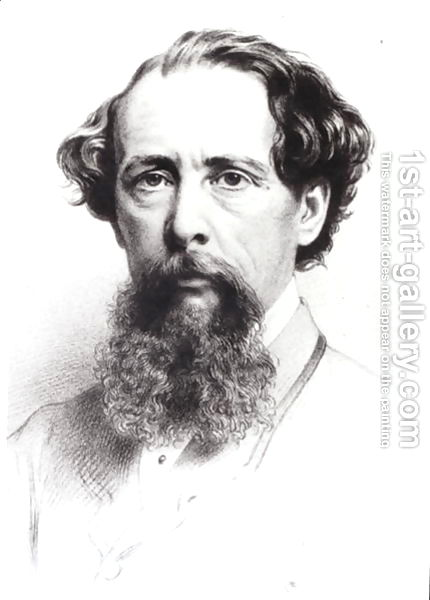 1st-art-gallery.com
This watermark does not appear on the painting